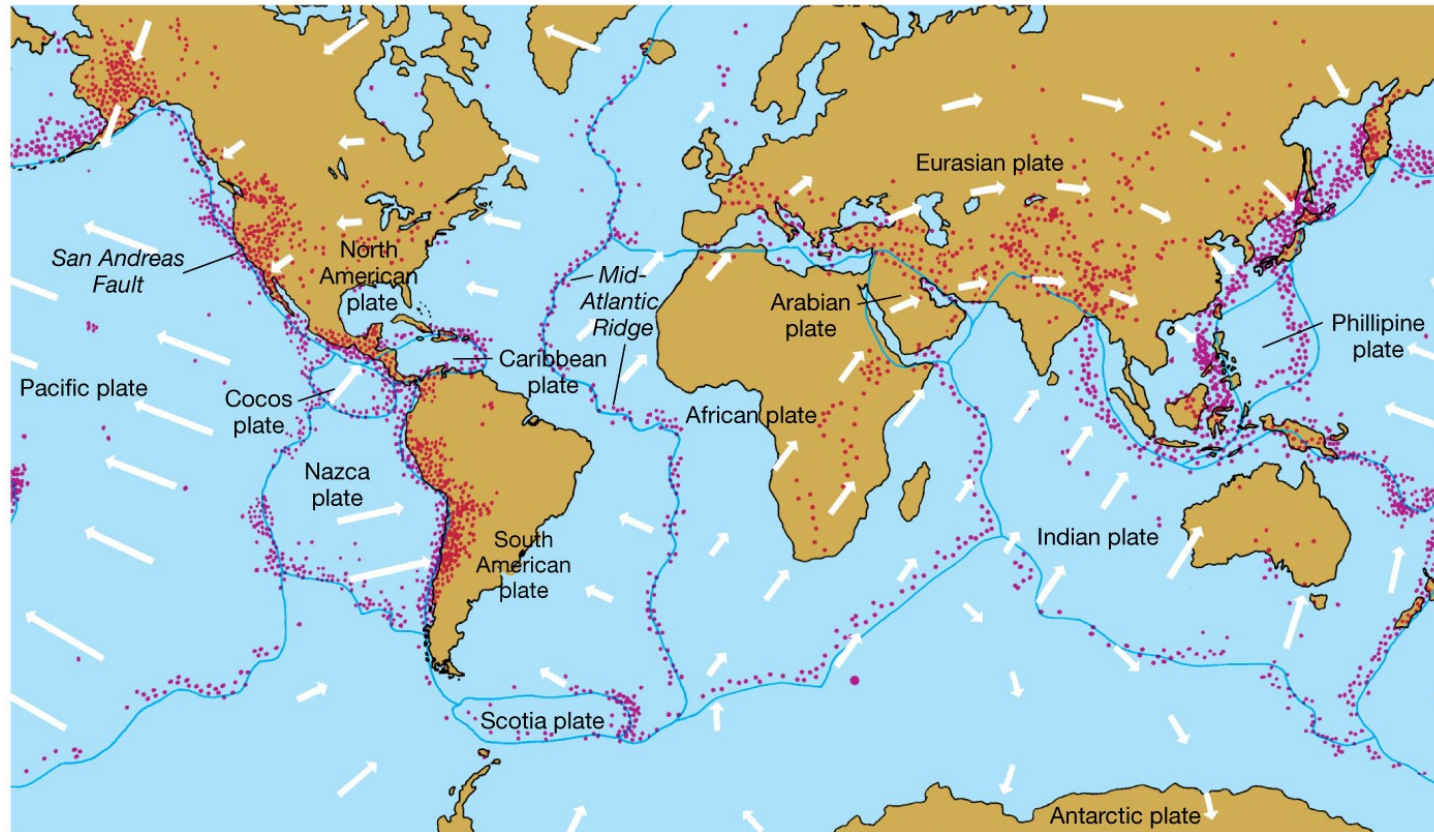 Eurasian plate
San Andreas
Fault
North
American
plate
Mid-
Atlantic
Ridge
Arabian
plate
Phillipine
plate
Caribbean
plate
Pacific plate
Cocos
plate
African plate
Nazca
plate
South
American
plate
Indian plate
Scotia plate
Antarctic plate